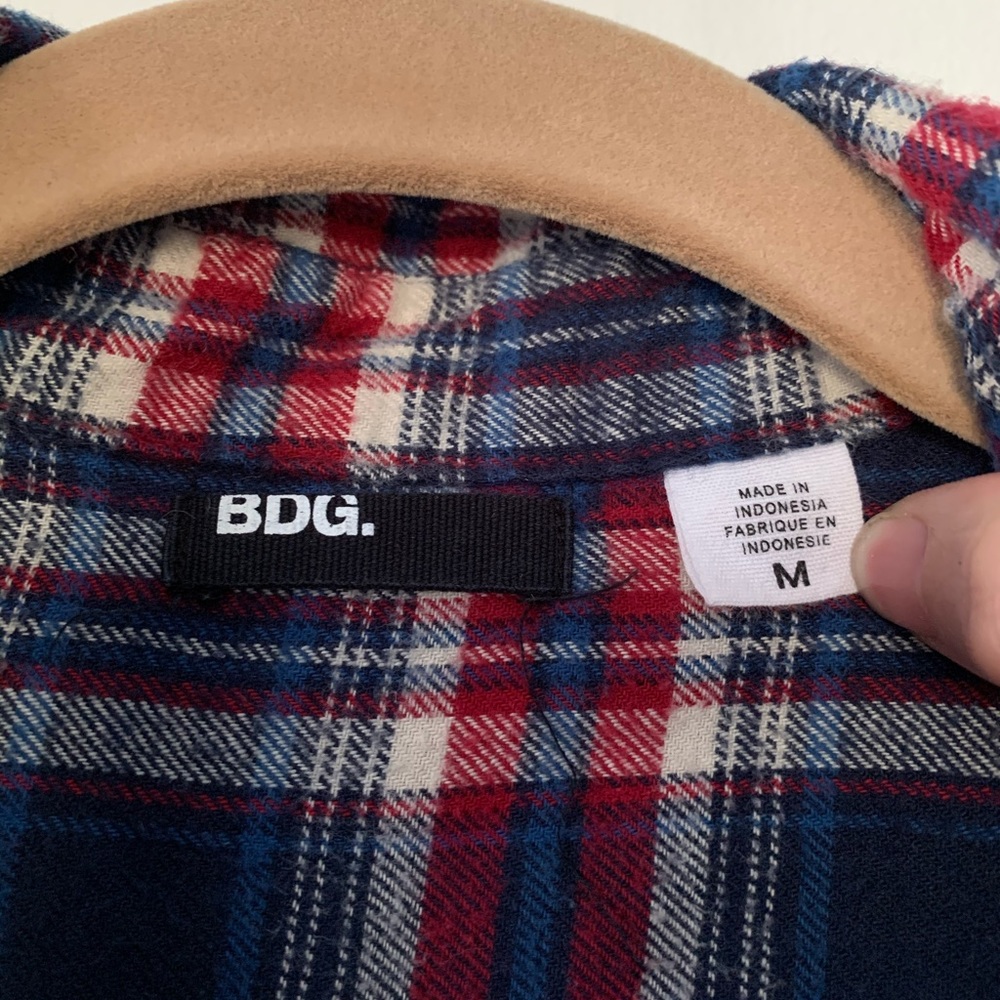 BDG.
MADE IN
INDONESIA
FABRIQUE EN
INDONESIE
M